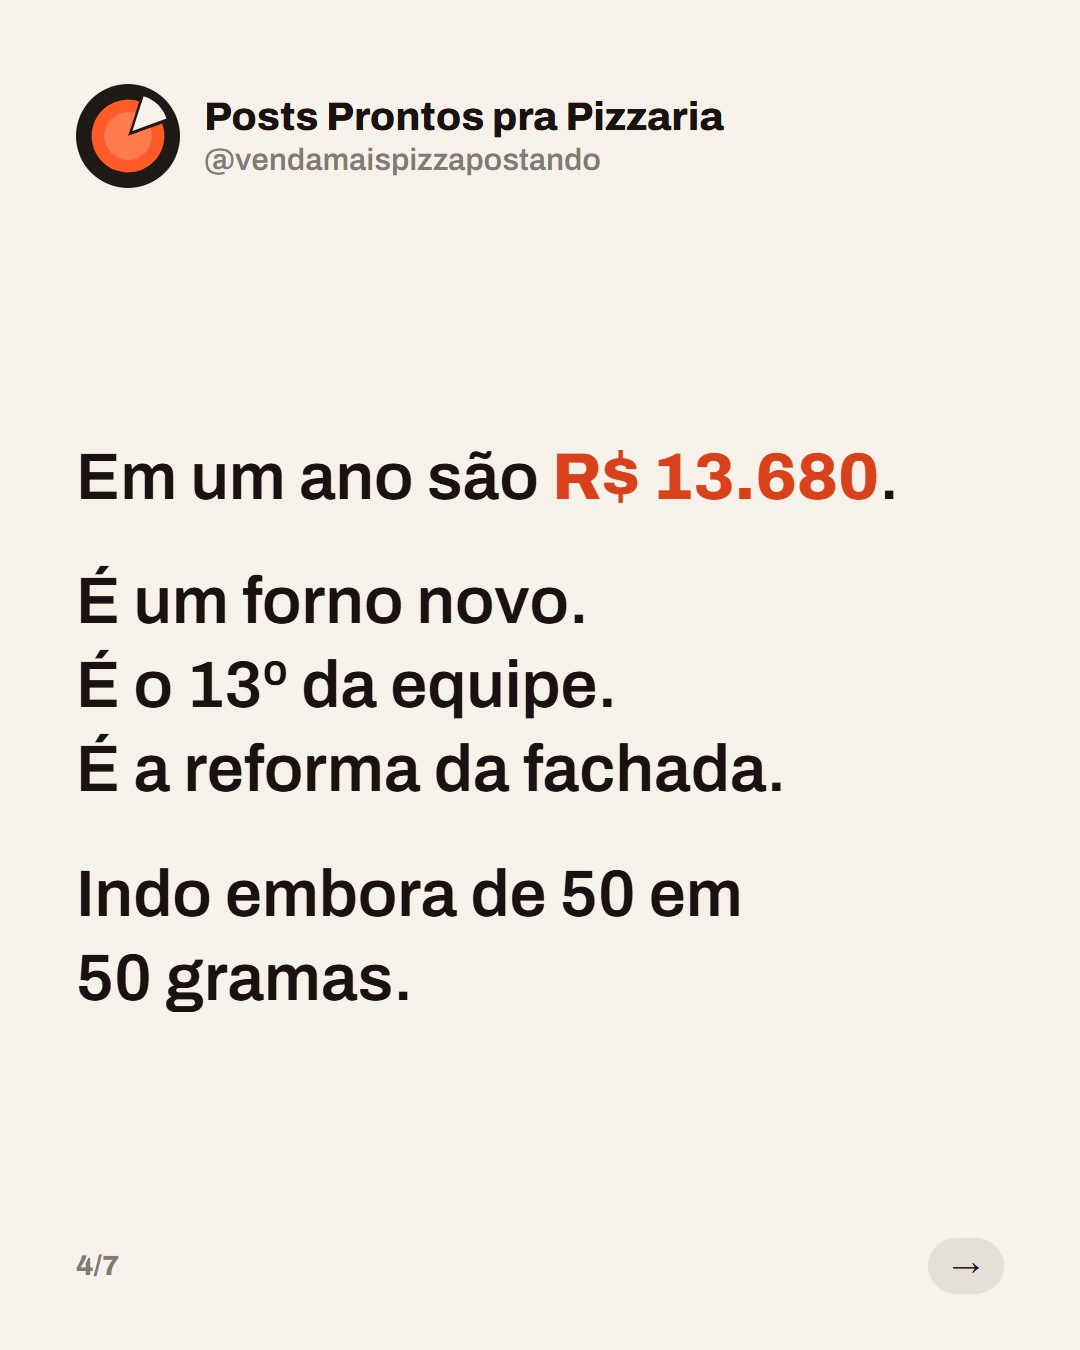 Posts Prontos pra Pizzaria
@vendamaispizzapostando
Em um ano são R$ 13.680.
É um forno novo.
É o 13º da equipe.
É a reforma da fachada.
Indo embora de 50 em
50 gramas.
4/7
→